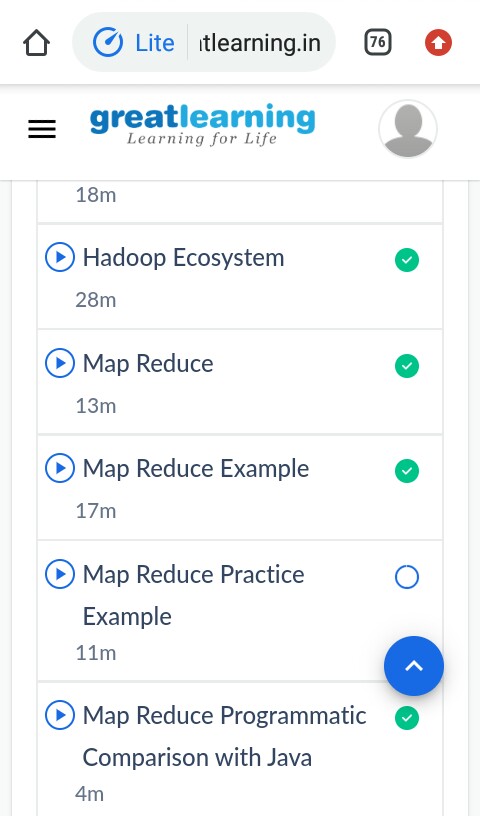 Lite
tlearning.in
76
greatlearning
Learning for Life
18m
Hadoop Ecosystem
28m
Map Reduce
13m
Map Reduce Example
17m
Map Reduce Practice
Example
11m
Map Reduce Programmatic
Comparison with Java
4m